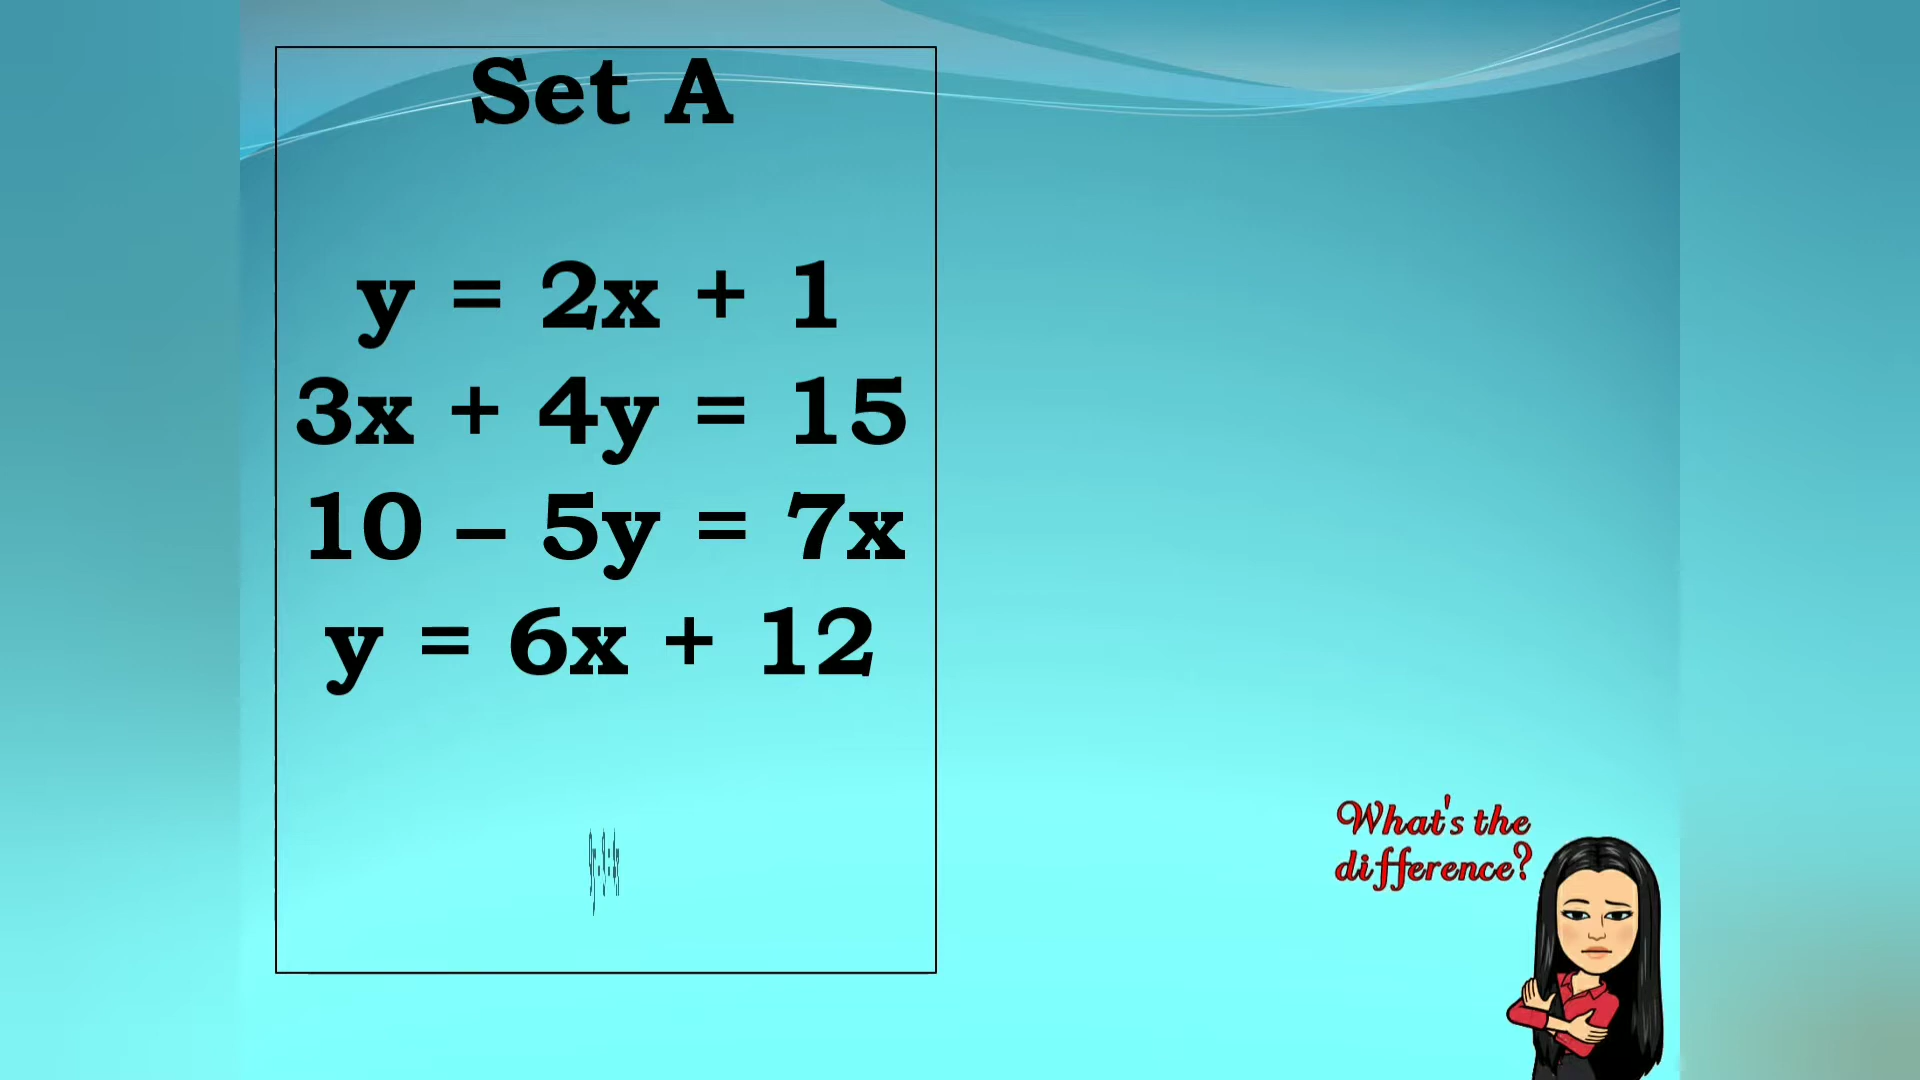 Set A
y = 2x + 1
3x + 4y = 15
10 – 5y = 7x
y = 6x + 12
What's the
difference?